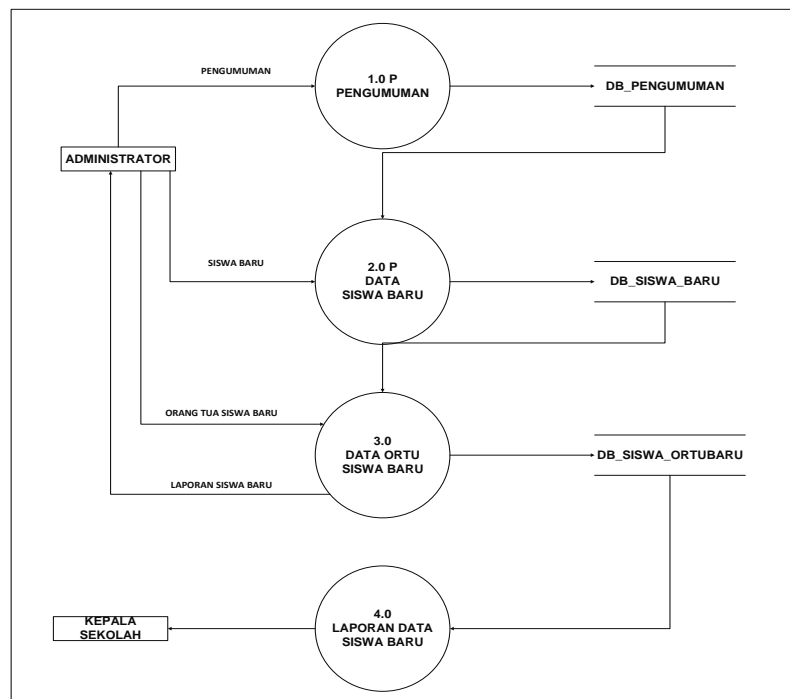 PENGUMUMAN
1.0 P
PENGUMUMAN
DB_PENGUMUMAN
ADMINISTRATOR
SISWA BARU
2.0 P
DATA
SISWA BARU
DB_SISWA_BARU
ORANG TUA SISWA BARU
3.0
DATA ORTU
SISWA BARU
DB_SISWA_ORTUBARU
LAPORAN SISWA BARU
4.0
LAPORAN DATA
SISWA BARU
KEPALA
SEKOLAH